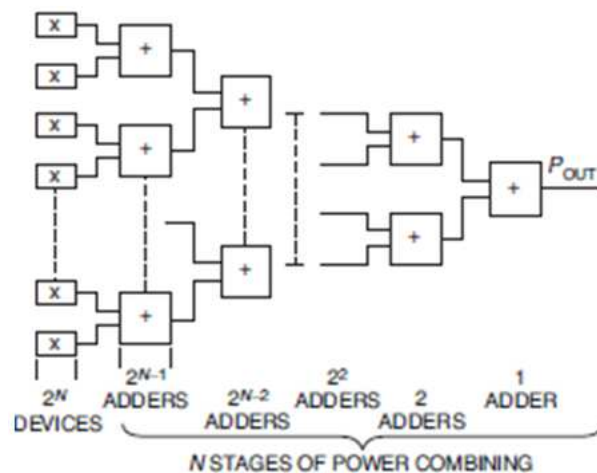 x
x
x
x
x
x
+
+
+
+
+
+
+
+
P_OUT
2^N DEVICES
2^{N–1} ADDERS
2^{N–2} ADDERS
2^2 ADDERS
2 ADDERS
1 ADDER
N STAGES OF POWER COMBINING